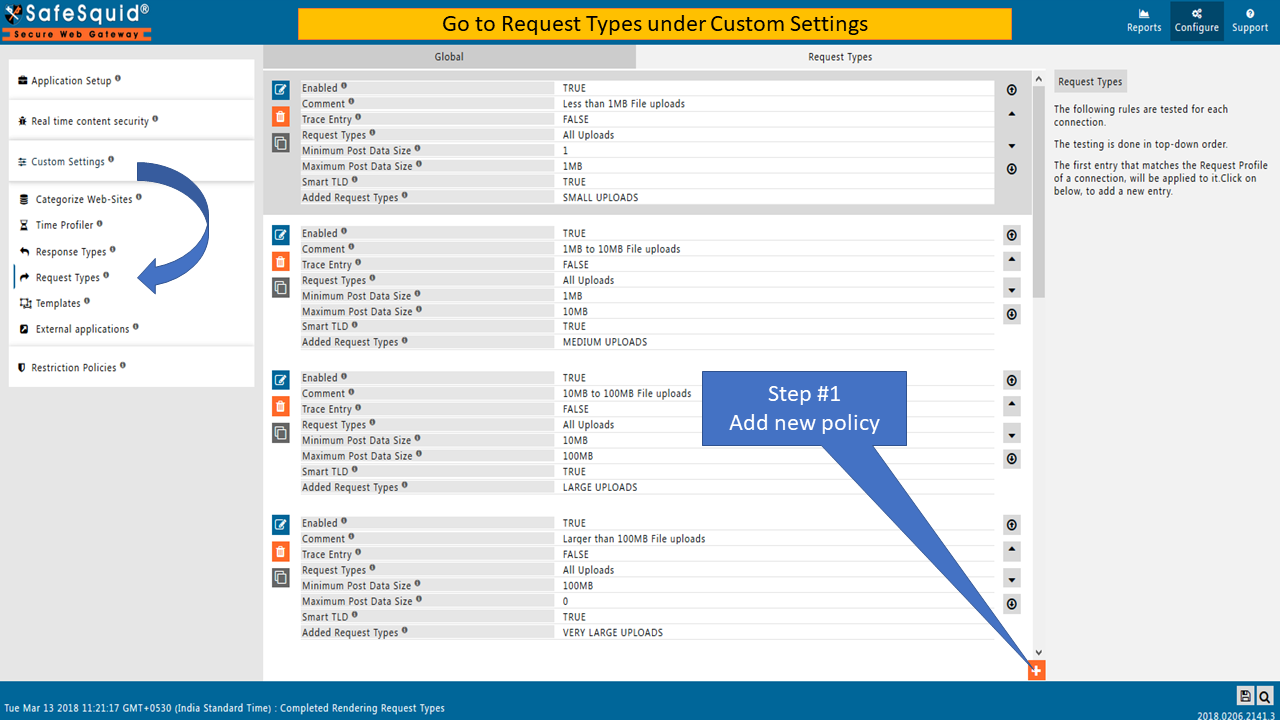 SafeSquid®
Secure Web Gateway
Go to Request Types under Custom Settings
Reports
Configure
Support
Application Setup
Real time content security
Custom Settings
Categorize Web-Sites
Time Profiler
Response Types
Request Types
Templates
External applications
Restriction Policies
Global
Request Types
Enabled TRUE
Comment Less than 1MB File uploads
Trace Entry FALSE
Request Types All Uploads
Minimum Post Data Size 1
Maximum Post Data Size 1MB
Smart TLD TRUE
Added Request Types SMALL UPLOADS
Enabled TRUE
Comment 1MB to 10MB File uploads
Trace Entry FALSE
Request Types All Uploads
Minimum Post Data Size 1MB
Maximum Post Data Size 10MB
Smart TLD TRUE
Added Request Types MEDIUM UPLOADS
Enabled TRUE
Comment 10MB to 100MB File uploads
Trace Entry FALSE
Request Types All Uploads
Minimum Post Data Size 10MB
Maximum Post Data Size 100MB
Smart TLD TRUE
Added Request Types LARGE UPLOADS
Enabled TRUE
Comment Larger than 100MB File uploads
Trace Entry FALSE
Request Types All Uploads
Minimum Post Data Size 100MB
Maximum Post Data Size 0
Smart TLD TRUE
Added Request Types VERY LARGE UPLOADS
Step #1
Add new policy
Request Types
The following rules are tested for each
connection.
The testing is done in top-down order.
The first entry that matches the Request Profile
of a connection, will be applied to it.Click on
below, to add a new entry.
Tue Mar 13 2018 11:21:17 GMT+0530 (India Standard Time) : Completed Rendering Request Types
2018.0206.2141.3